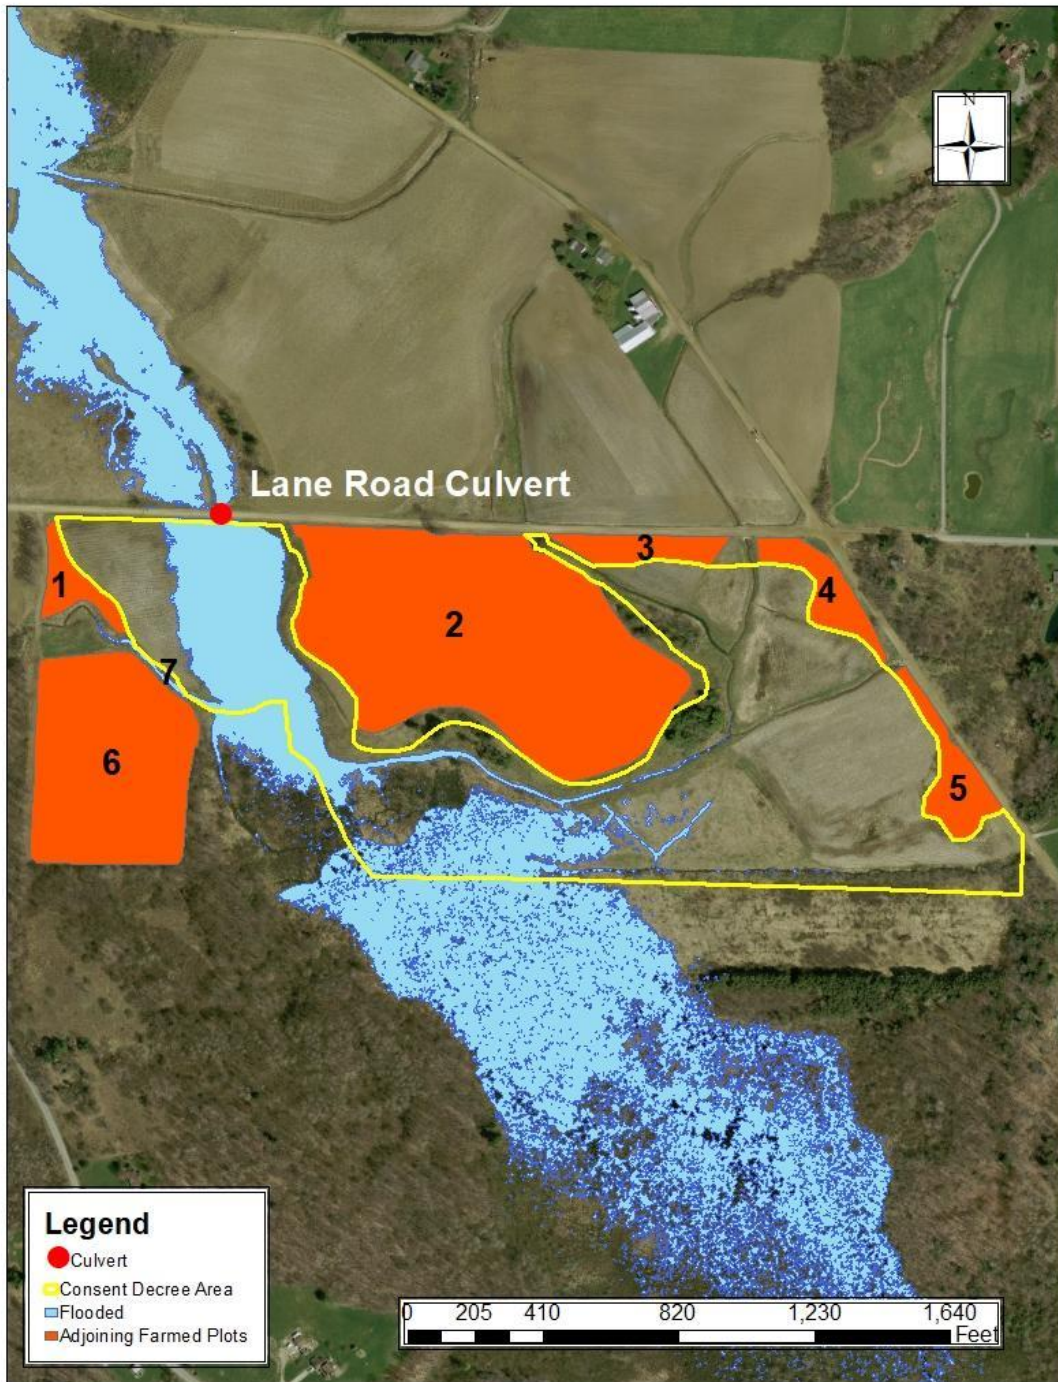 N
Lane Road Culvert
3
1
4
2
7
6
5
Legend
Culvert
Consent Decree Area
Flooded
Adjoining Farmed Plots
0 205 410 820 1,230 1,640
Feet